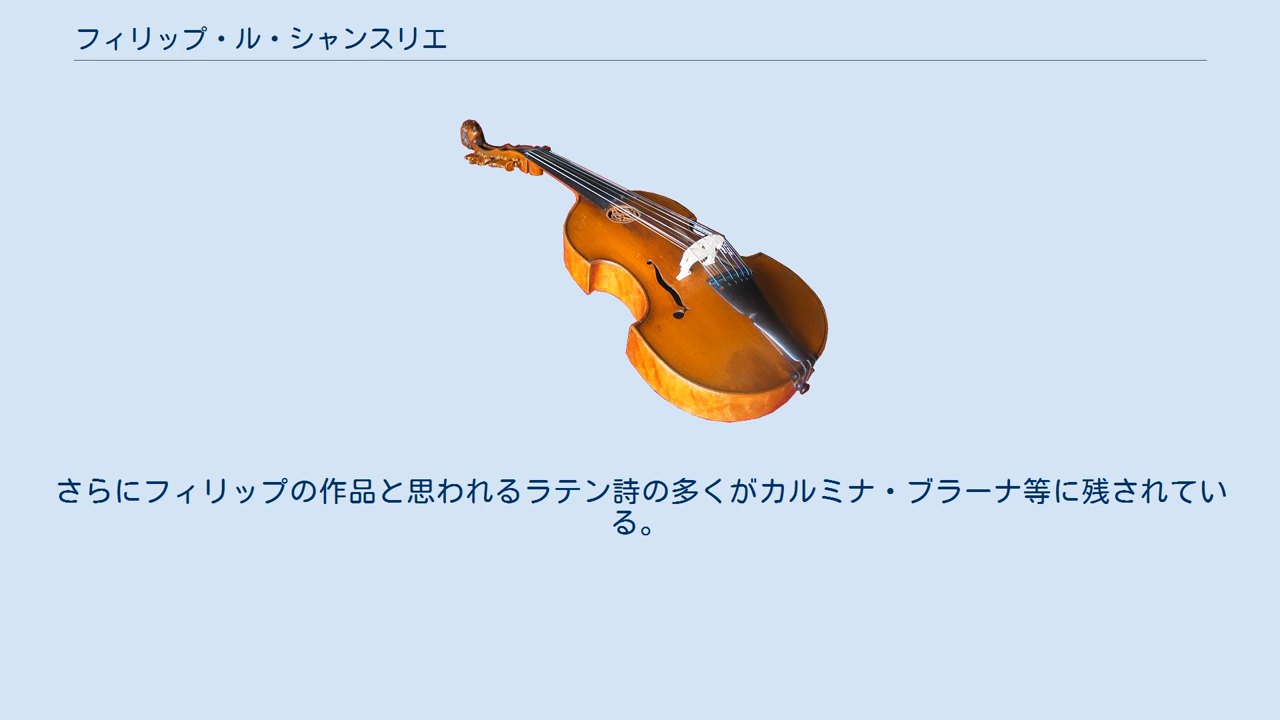 フィリップ・ル・シャンスリエ
さらにフィリップの作品と思われるラテン詩の多くがカルミナ・ブラーナ等に残されてい
る。